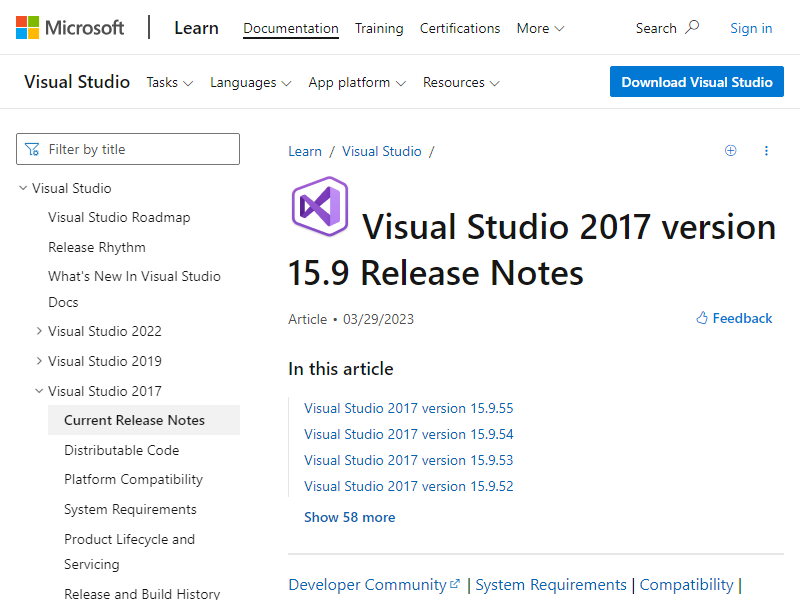 Microsoft
Learn
Documentation
Training
Certifications
More
Search
Sign in
Visual Studio
Tasks
Languages
App platform
Resources
Download Visual Studio
Filter by title
Visual Studio
Visual Studio Roadmap
Release Rhythm
What's New In Visual Studio
Docs
Visual Studio 2022
Visual Studio 2019
Visual Studio 2017
Current Release Notes
Distributable Code
Platform Compatibility
System Requirements
Product Lifecycle and
Servicing
Release and Build History
Learn / Visual Studio /
Visual Studio 2017 version
15.9 Release Notes
Article • 03/29/2023
Feedback
In this article
Visual Studio 2017 version 15.9.55
Visual Studio 2017 version 15.9.54
Visual Studio 2017 version 15.9.53
Visual Studio 2017 version 15.9.52
Show 58 more
Developer Community | System Requirements | Compatibility |